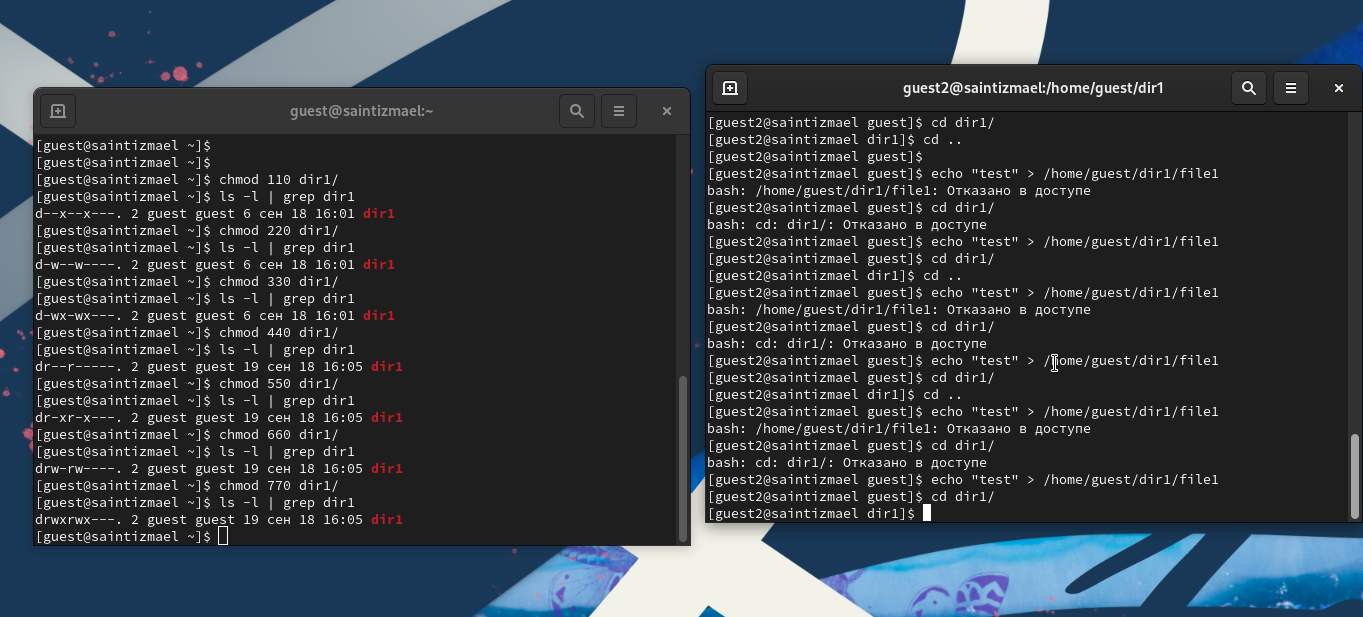 guest@saintizmael:~
[guest@saintizmael ~]$
[guest@saintizmael ~]$
[guest@saintizmael ~]$ chmod 110 dir1/
[guest@saintizmael ~]$ ls -l | grep dir1
d--x--x---. 2 guest guest 6 сен 18 16:01 dir1
[guest@saintizmael ~]$ chmod 220 dir1/
[guest@saintizmael ~]$ ls -l | grep dir1
d-w--w----. 2 guest guest 6 сен 18 16:01 dir1
[guest@saintizmael ~]$ chmod 330 dir1/
[guest@saintizmael ~]$ ls -l | grep dir1
d-wx-wx---. 2 guest guest 6 сен 18 16:01 dir1
[guest@saintizmael ~]$ chmod 440 dir1/
[guest@saintizmael ~]$ ls -l | grep dir1
dr--r-----. 2 guest guest 19 сен 18 16:05 dir1
[guest@saintizmael ~]$ chmod 550 dir1/
[guest@saintizmael ~]$ ls -l | grep dir1
dr-xr-x---. 2 guest guest 19 сен 18 16:05 dir1
[guest@saintizmael ~]$ chmod 660 dir1/
[guest@saintizmael ~]$ ls -l | grep dir1
drw-rw----. 2 guest guest 19 сен 18 16:05 dir1
[guest@saintizmael ~]$ chmod 770 dir1/
[guest@saintizmael ~]$ ls -l | grep dir1
drwxrwx---. 2 guest guest 19 сен 18 16:05 dir1
[guest@saintizmael ~]$
guest2@saintizmael:/home/guest/dir1
[guest2@saintizmael guest]$ cd dir1/
[guest2@saintizmael dir1]$ cd ..
[guest2@saintizmael guest]$
[guest2@saintizmael guest]$ echo "test" > /home/guest/dir1/file1
bash: /home/guest/dir1/file1: Отказано в доступе
[guest2@saintizmael guest]$ cd dir1/
bash: cd: dir1/: Отказано в доступе
[guest2@saintizmael guest]$ echo "test" > /home/guest/dir1/file1
[guest2@saintizmael guest]$ cd dir1/
[guest2@saintizmael dir1]$ cd ..
[guest2@saintizmael guest]$ echo "test" > /home/guest/dir1/file1
bash: /home/guest/dir1/file1: Отказано в доступе
[guest2@saintizmael guest]$ cd dir1/
bash: cd: dir1/: Отказано в доступе
[guest2@saintizmael guest]$ echo "test" > /home/guest/dir1/file1
[guest2@saintizmael guest]$ cd dir1/
[guest2@saintizmael dir1]$ cd ..
[guest2@saintizmael guest]$ echo "test" > /home/guest/dir1/file1
bash: /home/guest/dir1/file1: Отказано в доступе
[guest2@saintizmael guest]$ cd dir1/
bash: cd: dir1/: Отказано в доступе
[guest2@saintizmael guest]$ echo "test" > /home/guest/dir1/file1
[guest2@saintizmael guest]$ cd dir1/
[guest2@saintizmael dir1]$